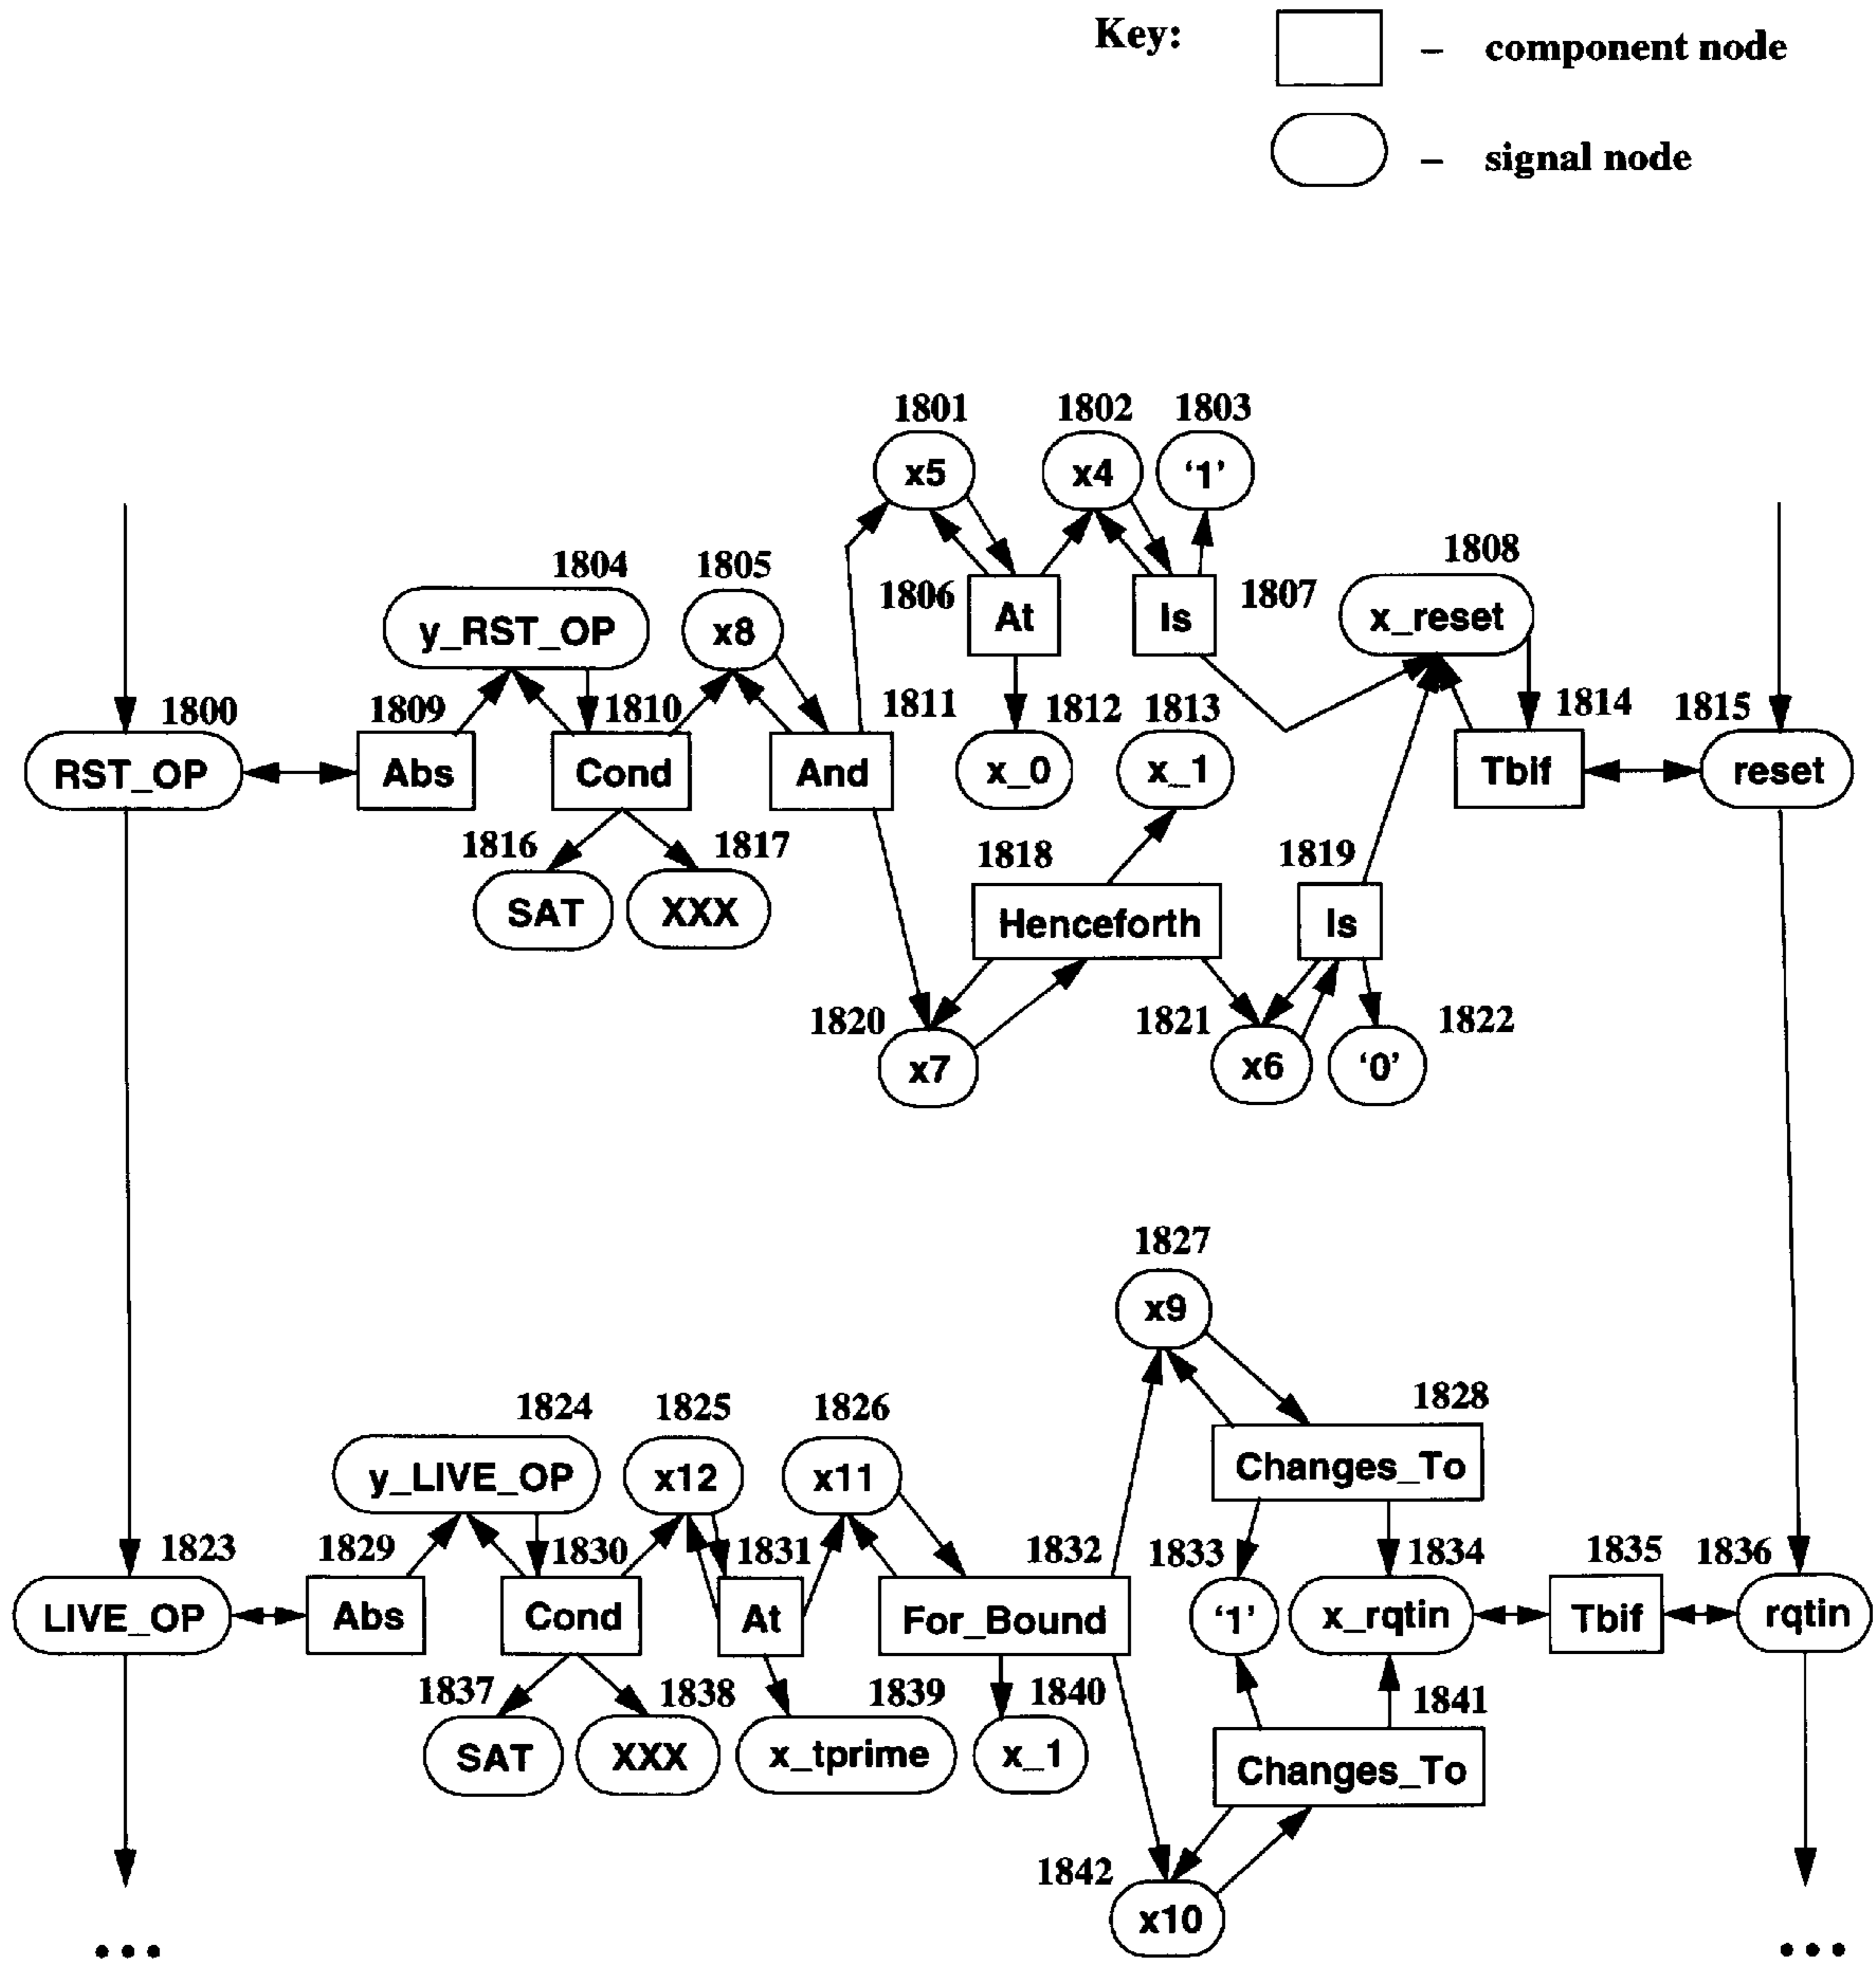 Key:
– component node
– signal node
1801 1802 1803
x5 x4 ‘1’
1804 1805 1806 1807 1808
y_RST_OP x8 At Is x_reset
1800 1809 1810 1811 1812 1813 1814 1815
RST_OP Abs Cond And x_0 x_1 Tbif reset
1816 1817 1818 1819
SAT XXX Henceforth Is
1820 1821 1822
x7 x6 ‘0’
1827
x9
1824 1825 1826 1828
y_LIVE_OP x12 x11 Changes_To
1823 1829 1830 1831 1832 1833 1834 1835 1836
LIVE_OP Abs Cond At For_Bound ‘1’ x_rqtin Tbif rqtin
1837 1838 1839 1840 1841
SAT XXX x_tprime x_1 Changes_To
1842
x10
••• •••